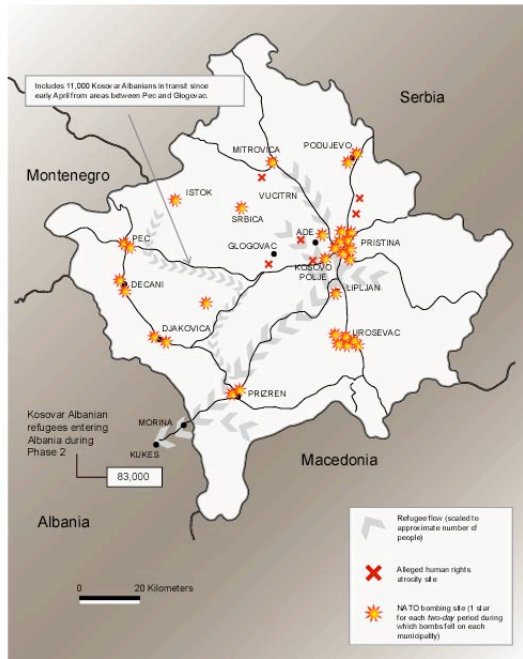 Includes 11,000 Kosovar Albanians in transit since
early April from areas between Pec and Glogovac.
Serbia
Montenegro
MITROVICA
PODUJEVO
ISTOK
VUCITRN
SRBICA
ADE
PRISTINA
PEC
GLOGOVAC
KOSOVO
POLJE
DECANI
LIPLJAN
DJAKOVICA
UROSEVAC
PRIZREN
Kosovar Albanian
refugees entering
Albania during
Phase 2
MORINA
KUKES
83,000
Macedonia
Albania
0
20 Kilometers
Refugee flow (scaled to
approximate number of
people)
Alleged human rights
atrocity site
NATO bombing site (1 star
for each two-day period during
which bombs fell on each
municipality)